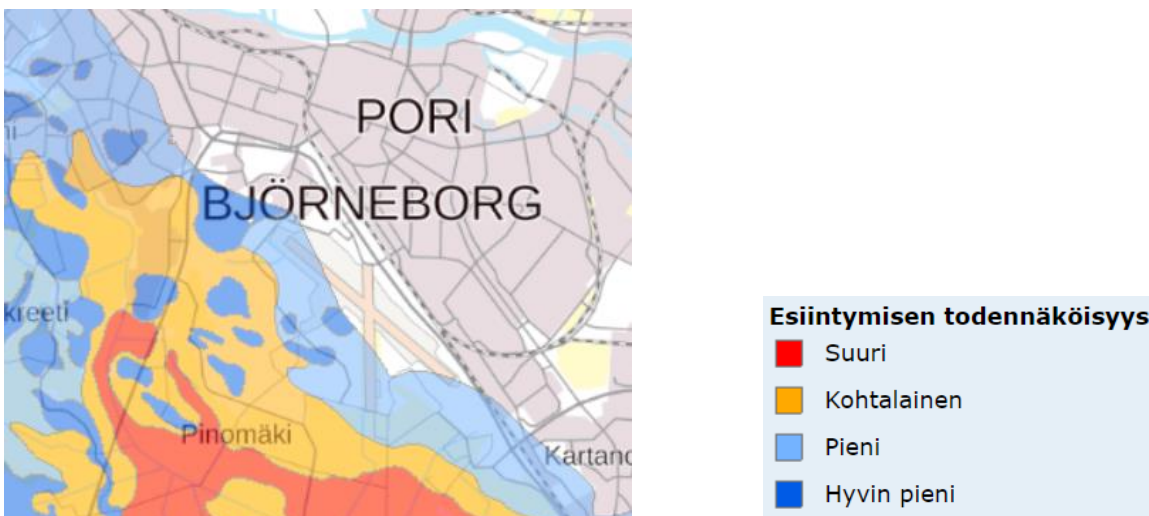 PORI
BJÖRNEBORG
kreeti
Pinomäki
Kartano
Esiintymisen todennäköisyys
Suuri
Kohtalainen
Pieni
Hyvin pieni